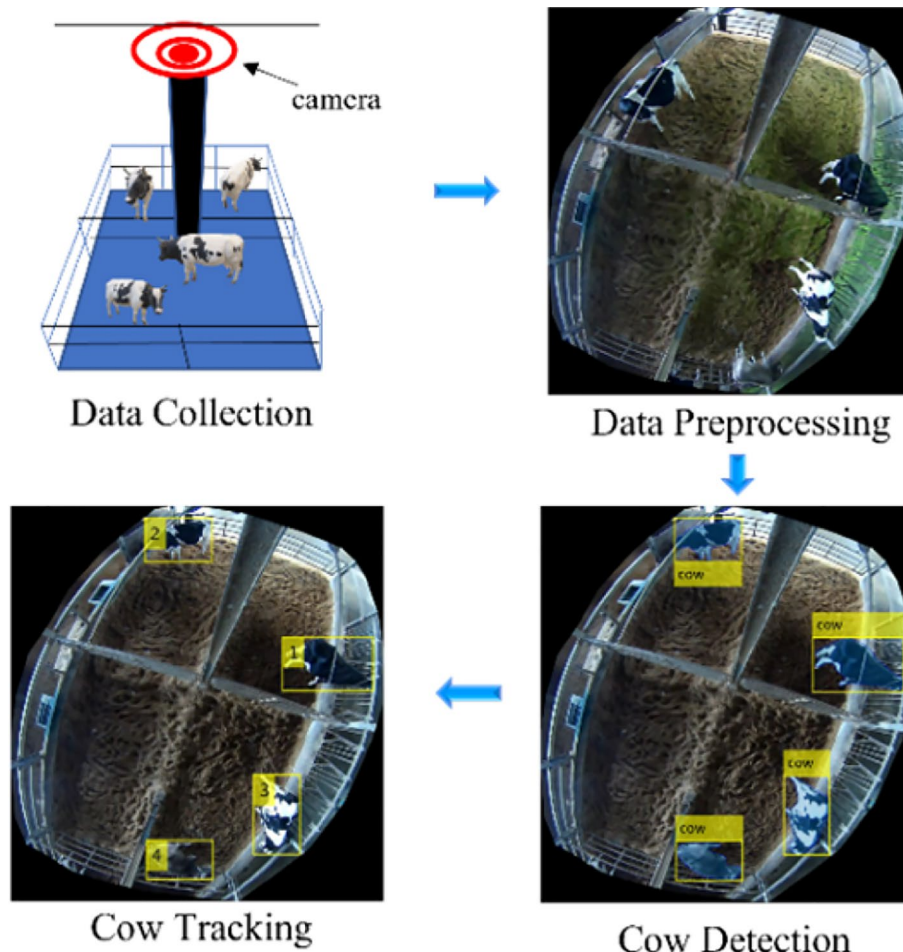 camera
Data Collection
Data Preprocessing
2
1
3
4
Cow Tracking
cow
cow
cow
cow
Cow Detection